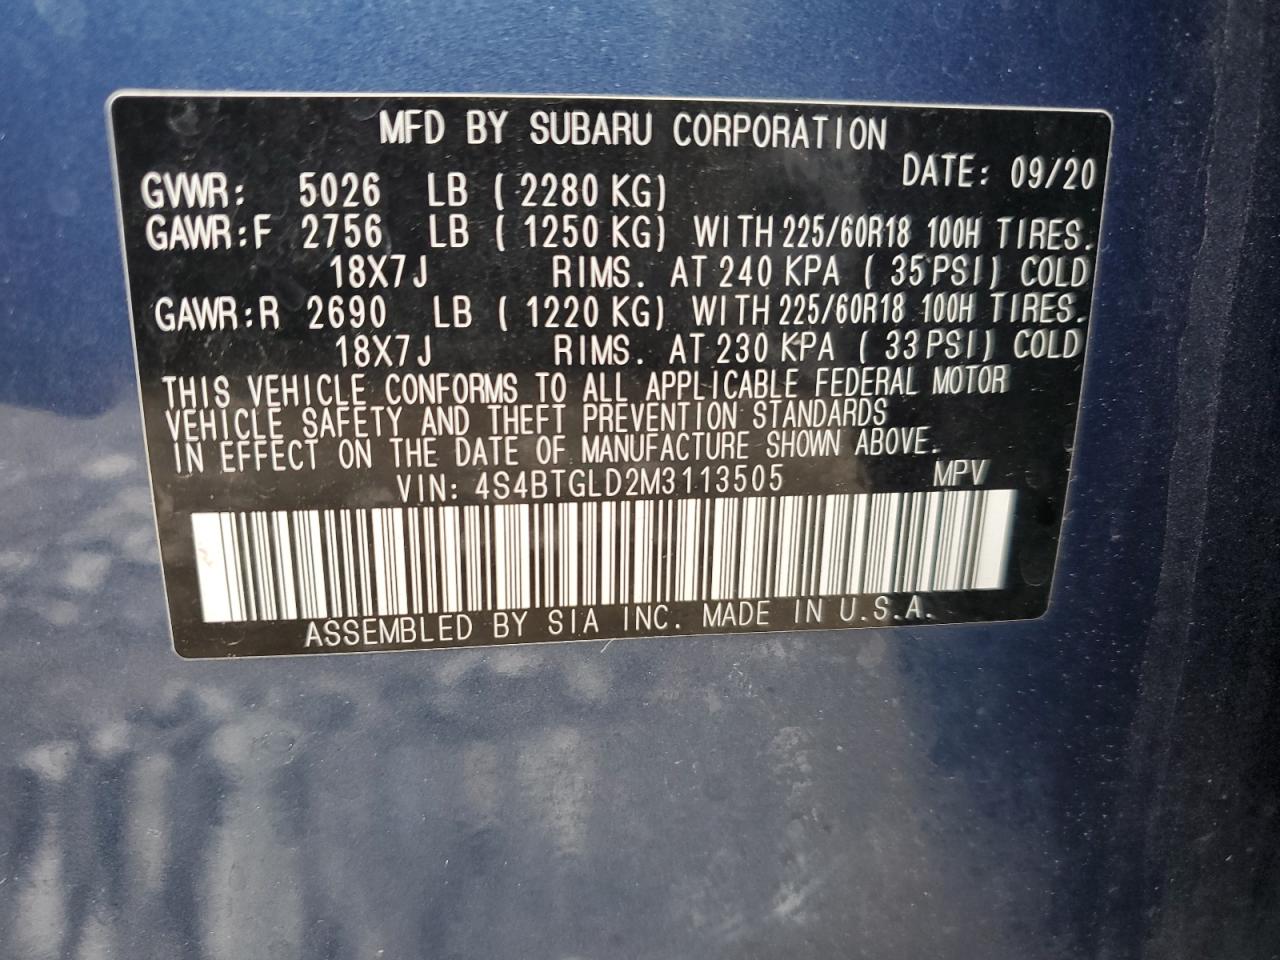 MFD BY SUBARU CORPORATION
DATE: 09/20
GVWR: 5026 LB ( 2280 KG)
GAWR:F 2756 LB ( 1250 KG) WITH 225/60R18 100H TIRES.
18X7J RIMS. AT 240 KPA ( 35 PSI) COLD
GAWR:R 2690 LB ( 1220 KG) WITH 225/60R18 100H TIRES.
18X7J RIMS. AT 230 KPA ( 33 PSI) COLD
THIS VEHICLE CONFORMS TO ALL APPLICABLE FEDERAL MOTOR
VEHICLE SAFETY AND THEFT PREVENTION STANDARDS
IN EFFECT ON THE DATE OF MANUFACTURE SHOWN ABOVE.
VIN: 4S4BTGLD2M3113505 MPV
ASSEMBLED BY SIA INC. MADE IN U.S.A.